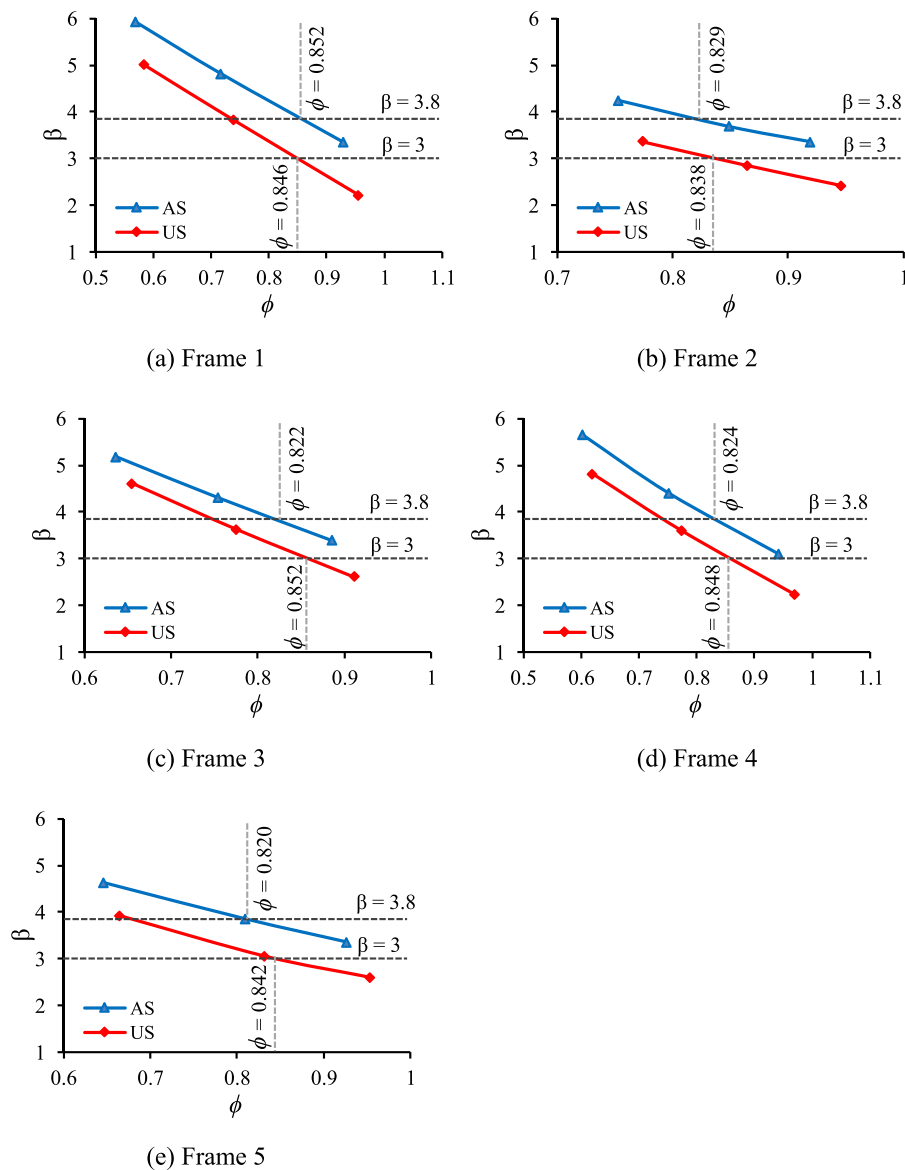 6
5
4
3
2
1
β
0.5 0.6 0.7 0.8 0.9 1 1.1
ϕ
ϕ = 0.852
β = 3.8
β = 3
ϕ = 0.846
AS
US
(a) Frame 1
6
5
4
3
2
1
β
0.7 0.8 0.9 1
ϕ
ϕ = 0.829
β = 3.8
β = 3
ϕ = 0.838
AS
US
(b) Frame 2
6
5
4
3
2
1
β
0.6 0.7 0.8 0.9 1
ϕ
ϕ = 0.822
β = 3.8
β = 3
ϕ = 0.852
AS
US
(c) Frame 3
6
5
4
3
2
1
β
0.5 0.6 0.7 0.8 0.9 1 1.1
ϕ
ϕ = 0.824
β = 3.8
β = 3
ϕ = 0.848
AS
US
(d) Frame 4
6
5
4
3
2
1
β
0.6 0.7 0.8 0.9 1
ϕ
ϕ = 0.820
β = 3.8
β = 3
ϕ = 0.842
AS
US
(e) Frame 5